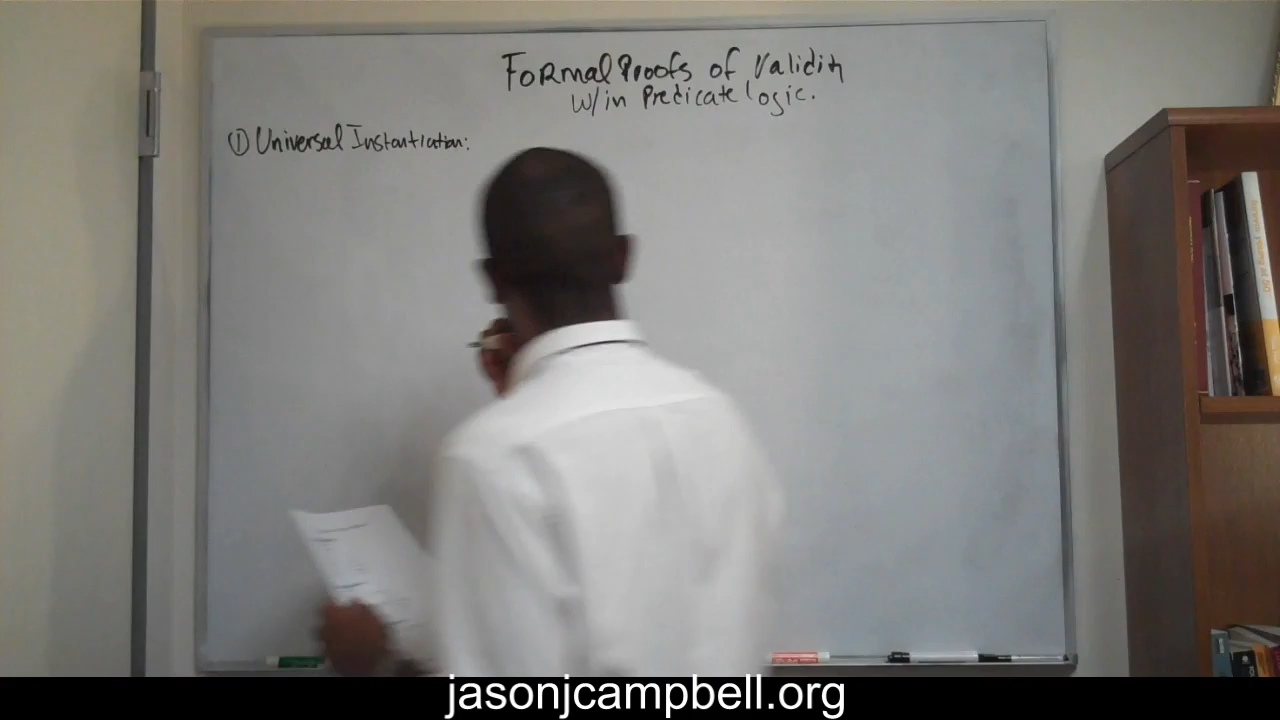 Formal Proofs of Validity
w/in Predicate logic.
① Universal Instantiation:
jasonjcampbell.org